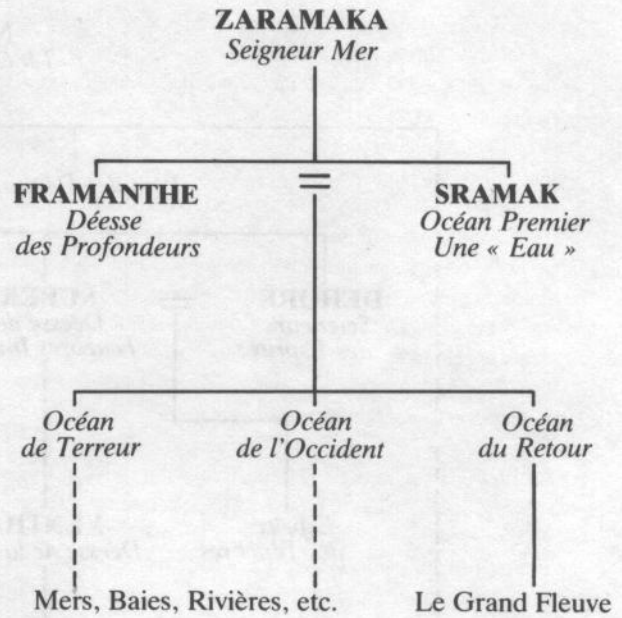 ZARAMAKA
Seigneur Mer
FRAMANTHE
Déesse
des Profondeurs
SRAMAK
Océan Premier
Une « Eau »
Océan
de Terreur
Océan
de l'Occident
Océan
du Retour
Mers, Baies, Rivières, etc.
Le Grand Fleuve